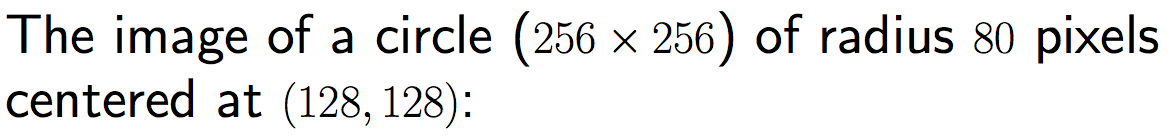 The image of a circle (256 × 256) of radius 80 pixels
centered at (128, 128):